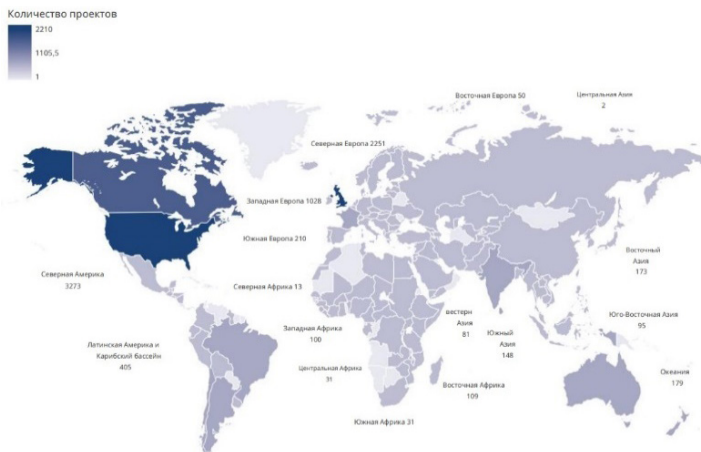 Количество проектов
2210
1105,5
1
Восточная Европа 50
Центральная Азия
2
Северная Европа 2251
Западная Европа 1028
Южная Европа 210
Восточный
Азия
173
Северная Америка
3273
Северная Африка 13
вестерн
Азия
81
Юго-Восточная Азия
95
Западная Африка
100
Южный
Азия
148
Латинская Америка и
Карибский бассейн
405
Центральная Африка
31
Океания
179
Восточная Африка
109
Южная Африка 31